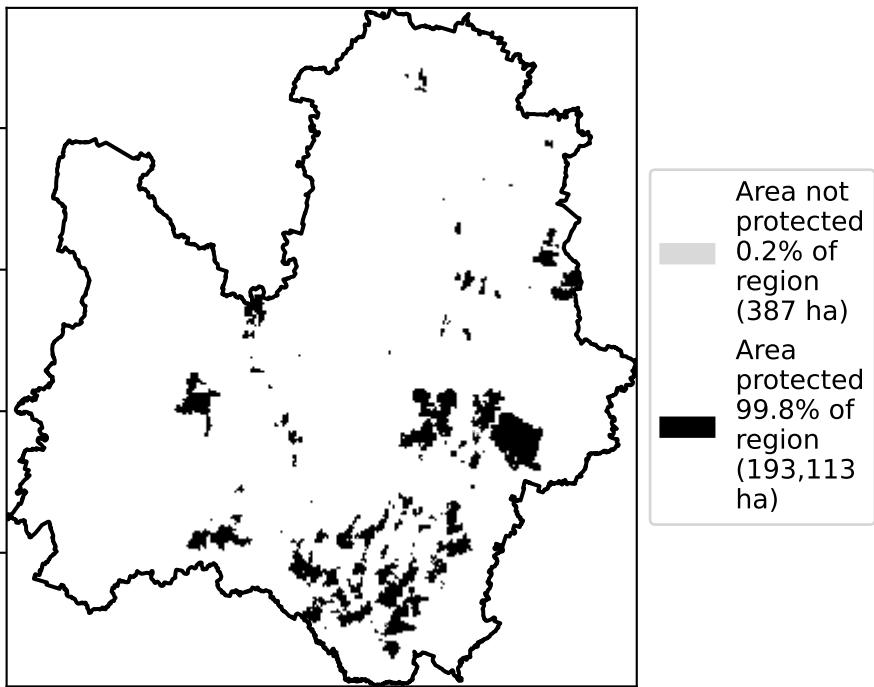 Area not
protected
0.2% of
region
(387 ha)
Area
protected
99.8% of
region
(193,113
ha)